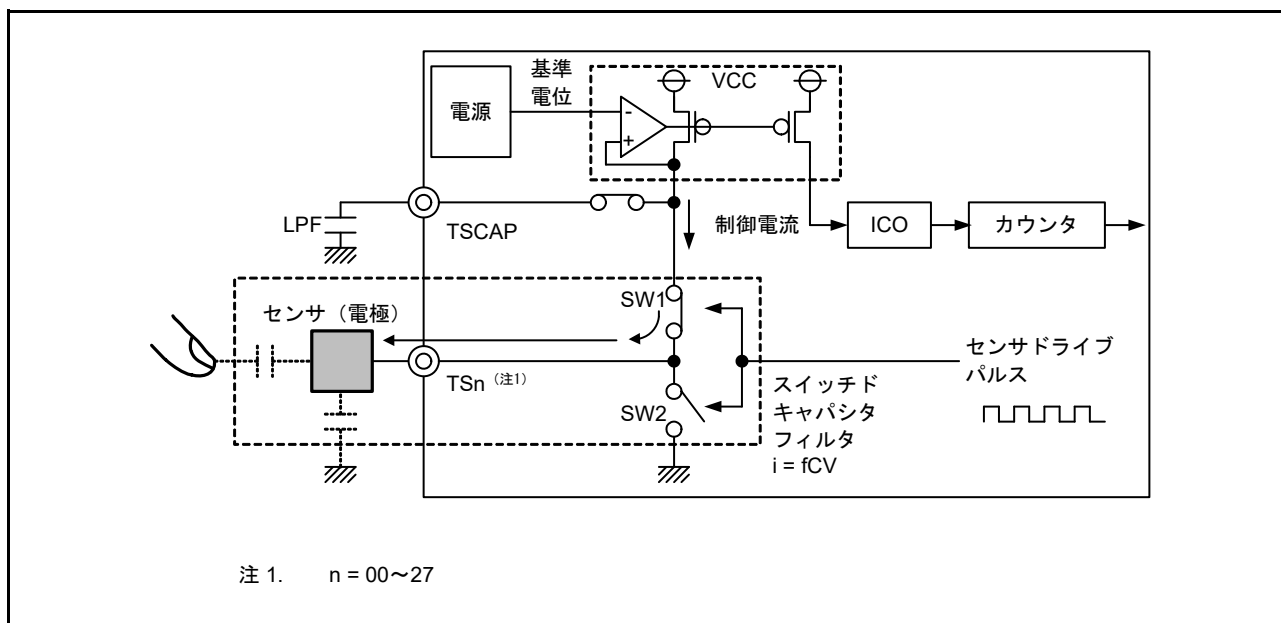 基準
電位
VCC
電源
-
+
LPF
TSCAP
制御電流
ICO
カウンタ
センサ（電極）
SW1
TSn（注1）
SW2
スイッチド
キャパシタ
フィルタ
i = fCV
センサドライブ
パルス
注 1. n = 00～27